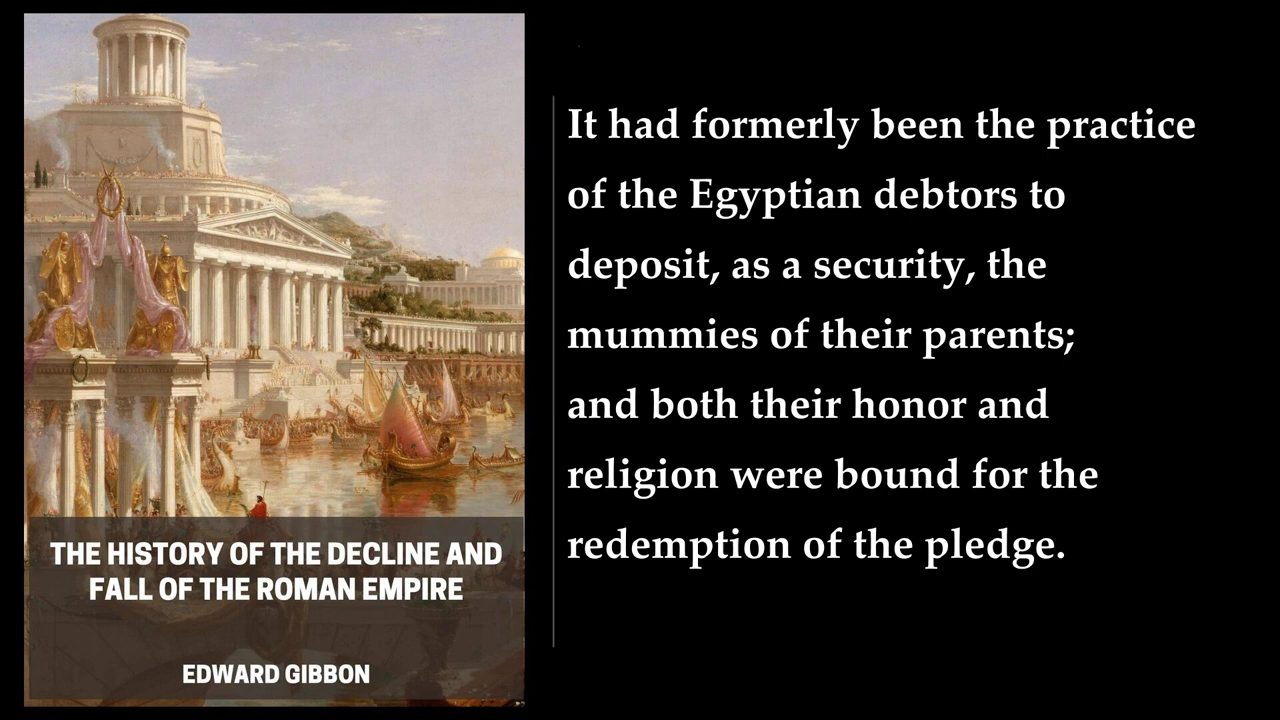 THE HISTORY OF THE DECLINE AND
FALL OF THE ROMAN EMPIRE
EDWARD GIBBON
It had formerly been the practice
of the Egyptian debtors to
deposit, as a security, the
mummies of their parents;
and both their honor and
religion were bound for the
redemption of the pledge.